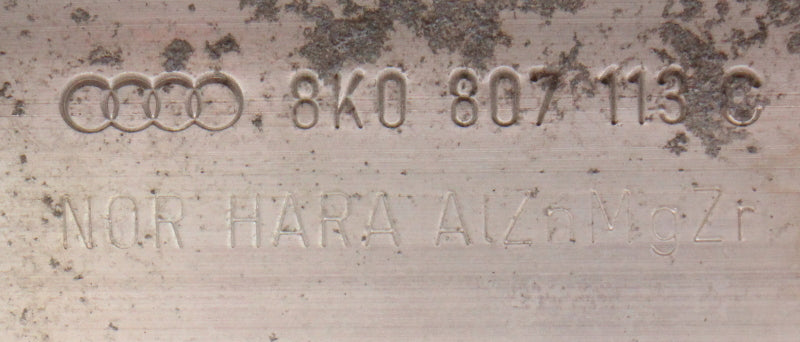 8K0 807 113 C
NOR HARA AlZnMgZr